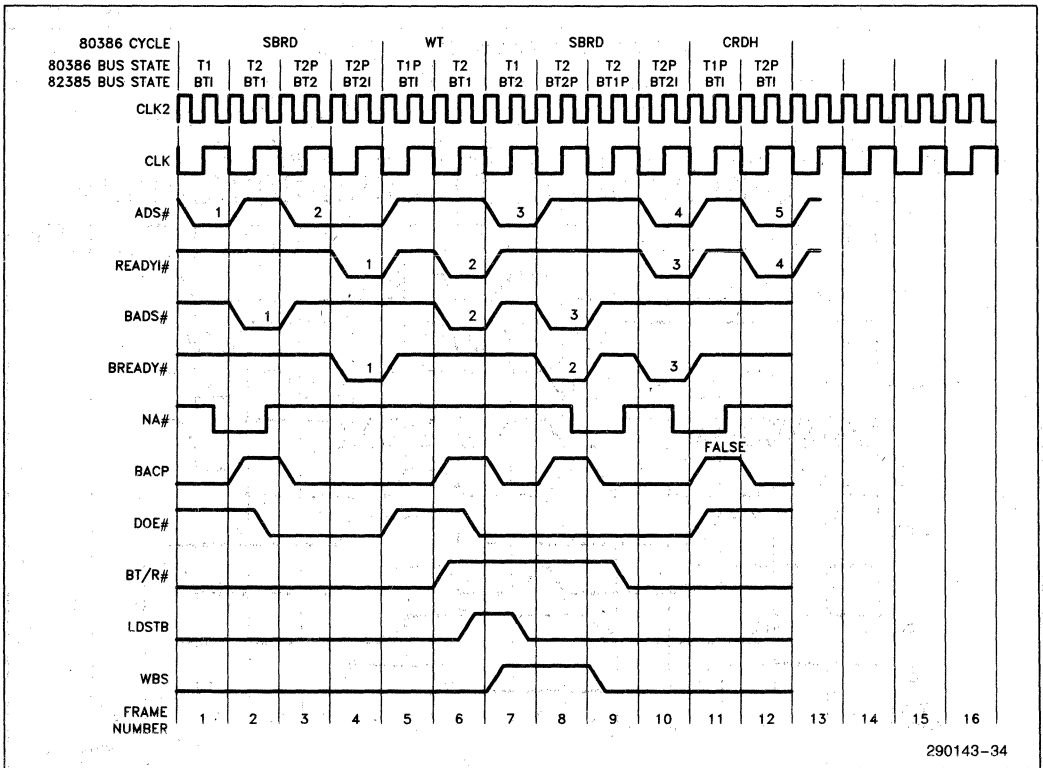 80386 CYCLE SBRD WT SBRD CRDH
80386 BUS STATE T1 T2 T2P T2P T1P T2 T1 T2 T2 T2P T1P T2P
82385 BUS STATE BTI BT1 BT2 BT2I BTI BT1 BT2 BT2P BT1P BT2I BTI BTI
CLK2
CLK
ADS# 1 2 3 4 5
READYI# 1 2 3 4
BADS# 1 2 3
BREADY# 1 2 3
NA#
FALSE
BACP
DOE#
BT/R#
LDSTB
WBS
FRAME NUMBER 1 2 3 4 5 6 7 8 9 10 11 12 13 14 15 16
290143-34